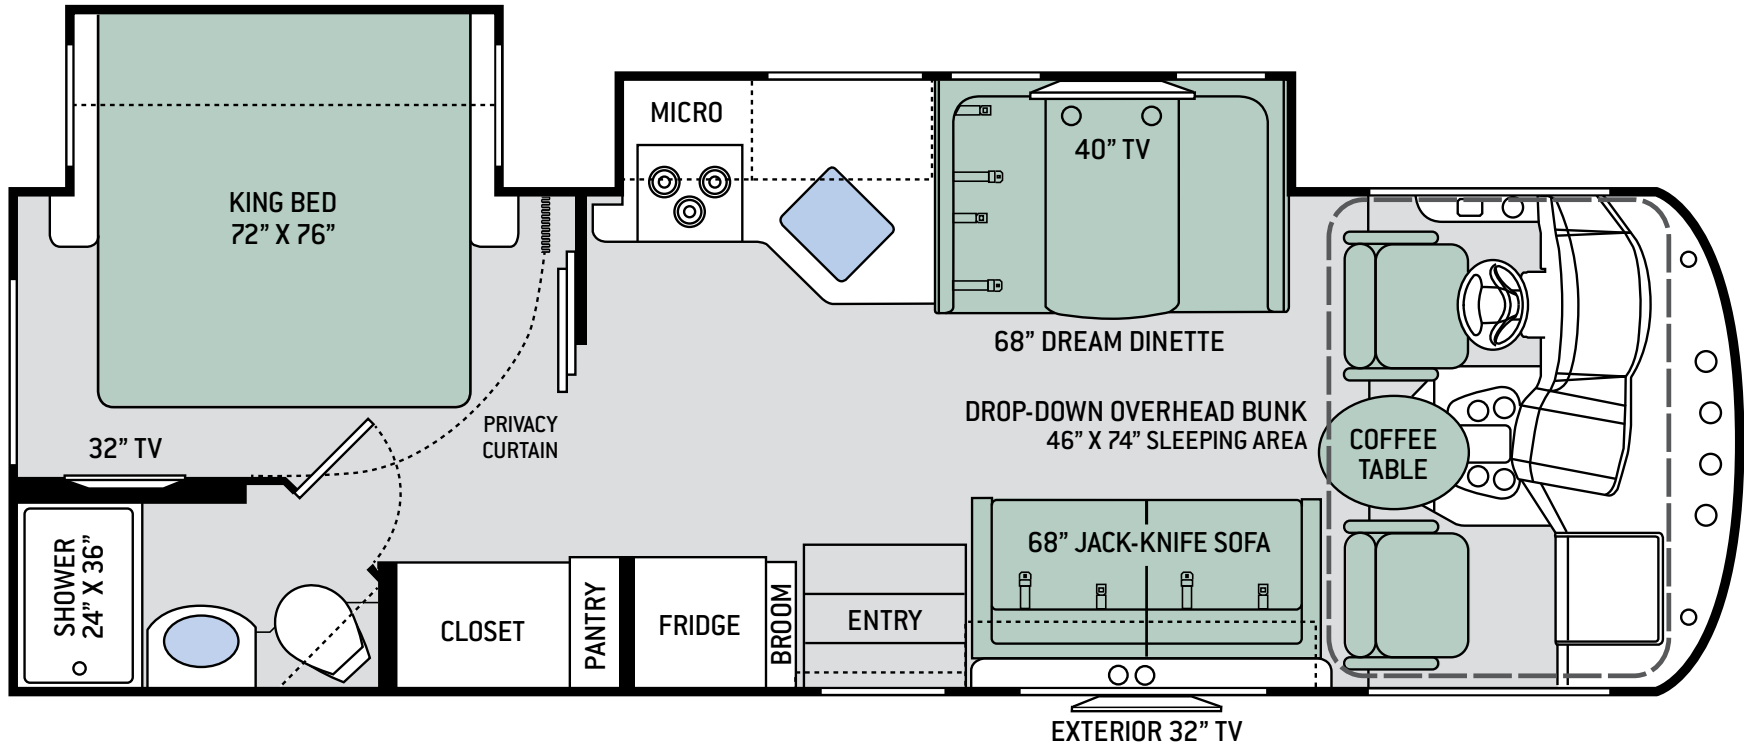 MICRO
40” TV
KING BED
72” X 76”
68” DREAM DINETTE
DROP-DOWN OVERHEAD BUNK
46” X 74” SLEEPING AREA
PRIVACY
CURTAIN
32” TV
COFFEE
TABLE
SHOWER
24” X 36”
68” JACK-KNIFE SOFA
CLOSET
PANTRY
FRIDGE
BROOM
ENTRY
EXTERIOR 32” TV